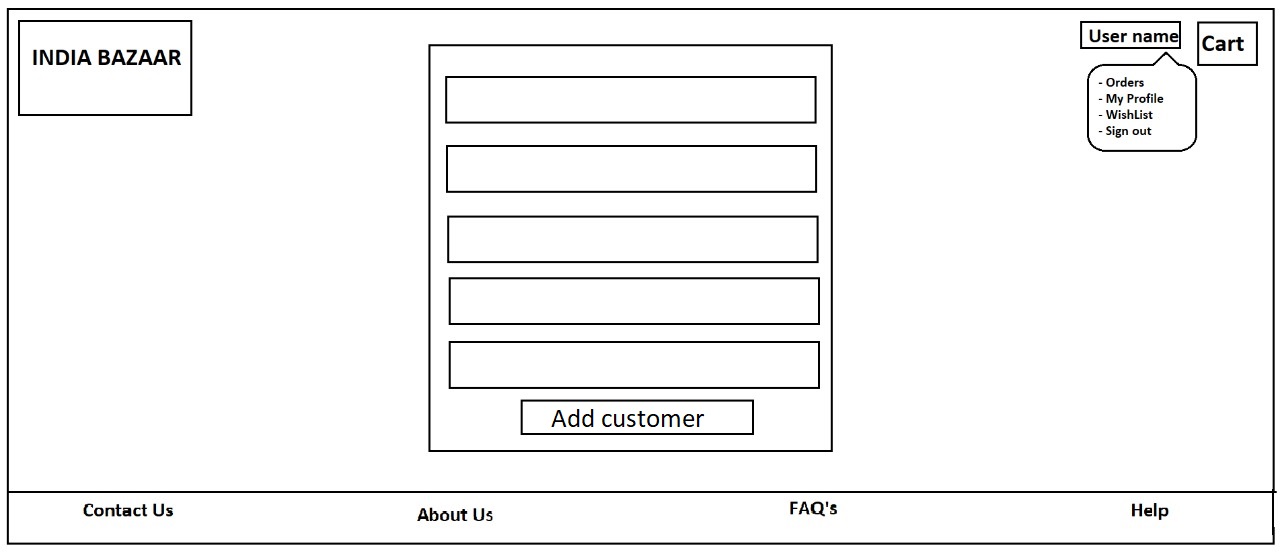 INDIA BAZAAR
User name
Cart
- Orders
- My Profile
- WishList
- Sign out
Add customer
Contact Us
About Us
FAQ's
Help